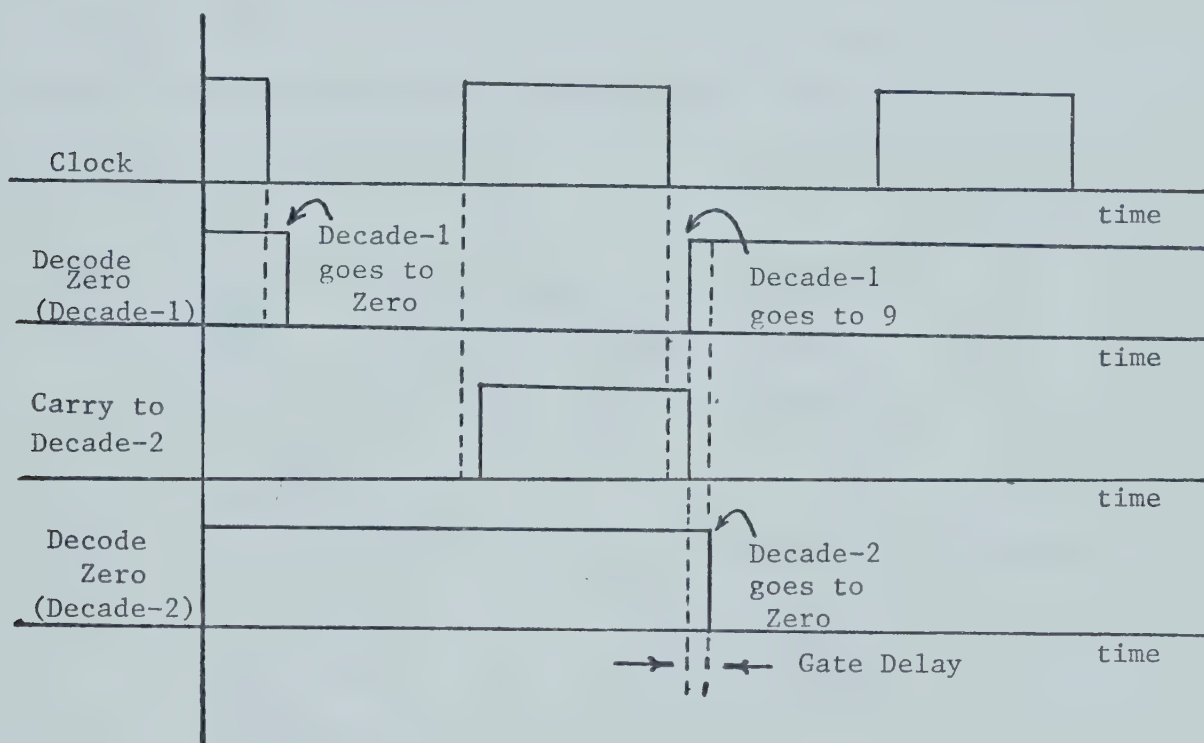 Clock
time
Decode
Zero
(Decade-1)
Decade-1
goes to
Zero
Decade-1
goes to 9
time
Carry to
Decade-2
time
Decode
Zero
(Decade-2)
Decade-2
goes to
Zero
time
Gate Delay